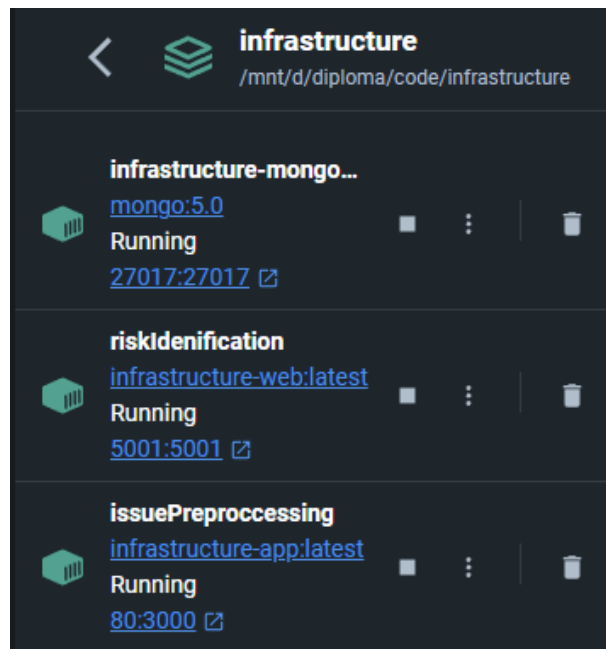 infrastructure
/mnt/d/diploma/code/infrastructure
infrastructure-mongo...
mongo:5.0
Running
27017:27017
riskIdenification
infrastructure-web:latest
Running
5001:5001
issuePreproccessing
infrastructure-app:latest
Running
80:3000